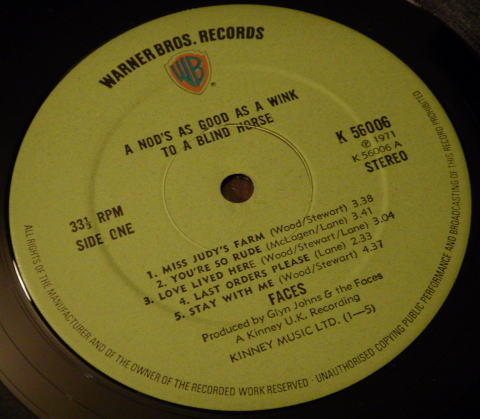 WARNER BROS. RECORDS
WB
®
A NOD'S AS GOOD AS A WINK
TO A BLIND HORSE
K 56006
℗ 1971
K 56006 A
STEREO
33⅓ RPM
SIDE ONE
1. MISS JUDY'S FARM (Wood/Stewart) 3.38
2. YOU'RE SO RUDE (McLagen/Lane) 3.41
3. LOVE LIVED HERE (Wood/Stewart/Lane) 3.04
4. LAST ORDERS PLEASE (Lane) 2.33
5. STAY WITH ME (Wood/Stewart) 4.37
FACES
Produced by Glyn Johns & the Faces
A Kinney U.K. Recording
KINNEY MUSIC LTD. (1—5)
ALL RIGHTS OF THE MANUFACTURER AND OF THE OWNER OF THE RECORDED WORK RESERVED · UNAUTHORISED COPYING PUBLIC PERFORMANCE AND BROADCASTING OF THIS RECORD PROHIBITED